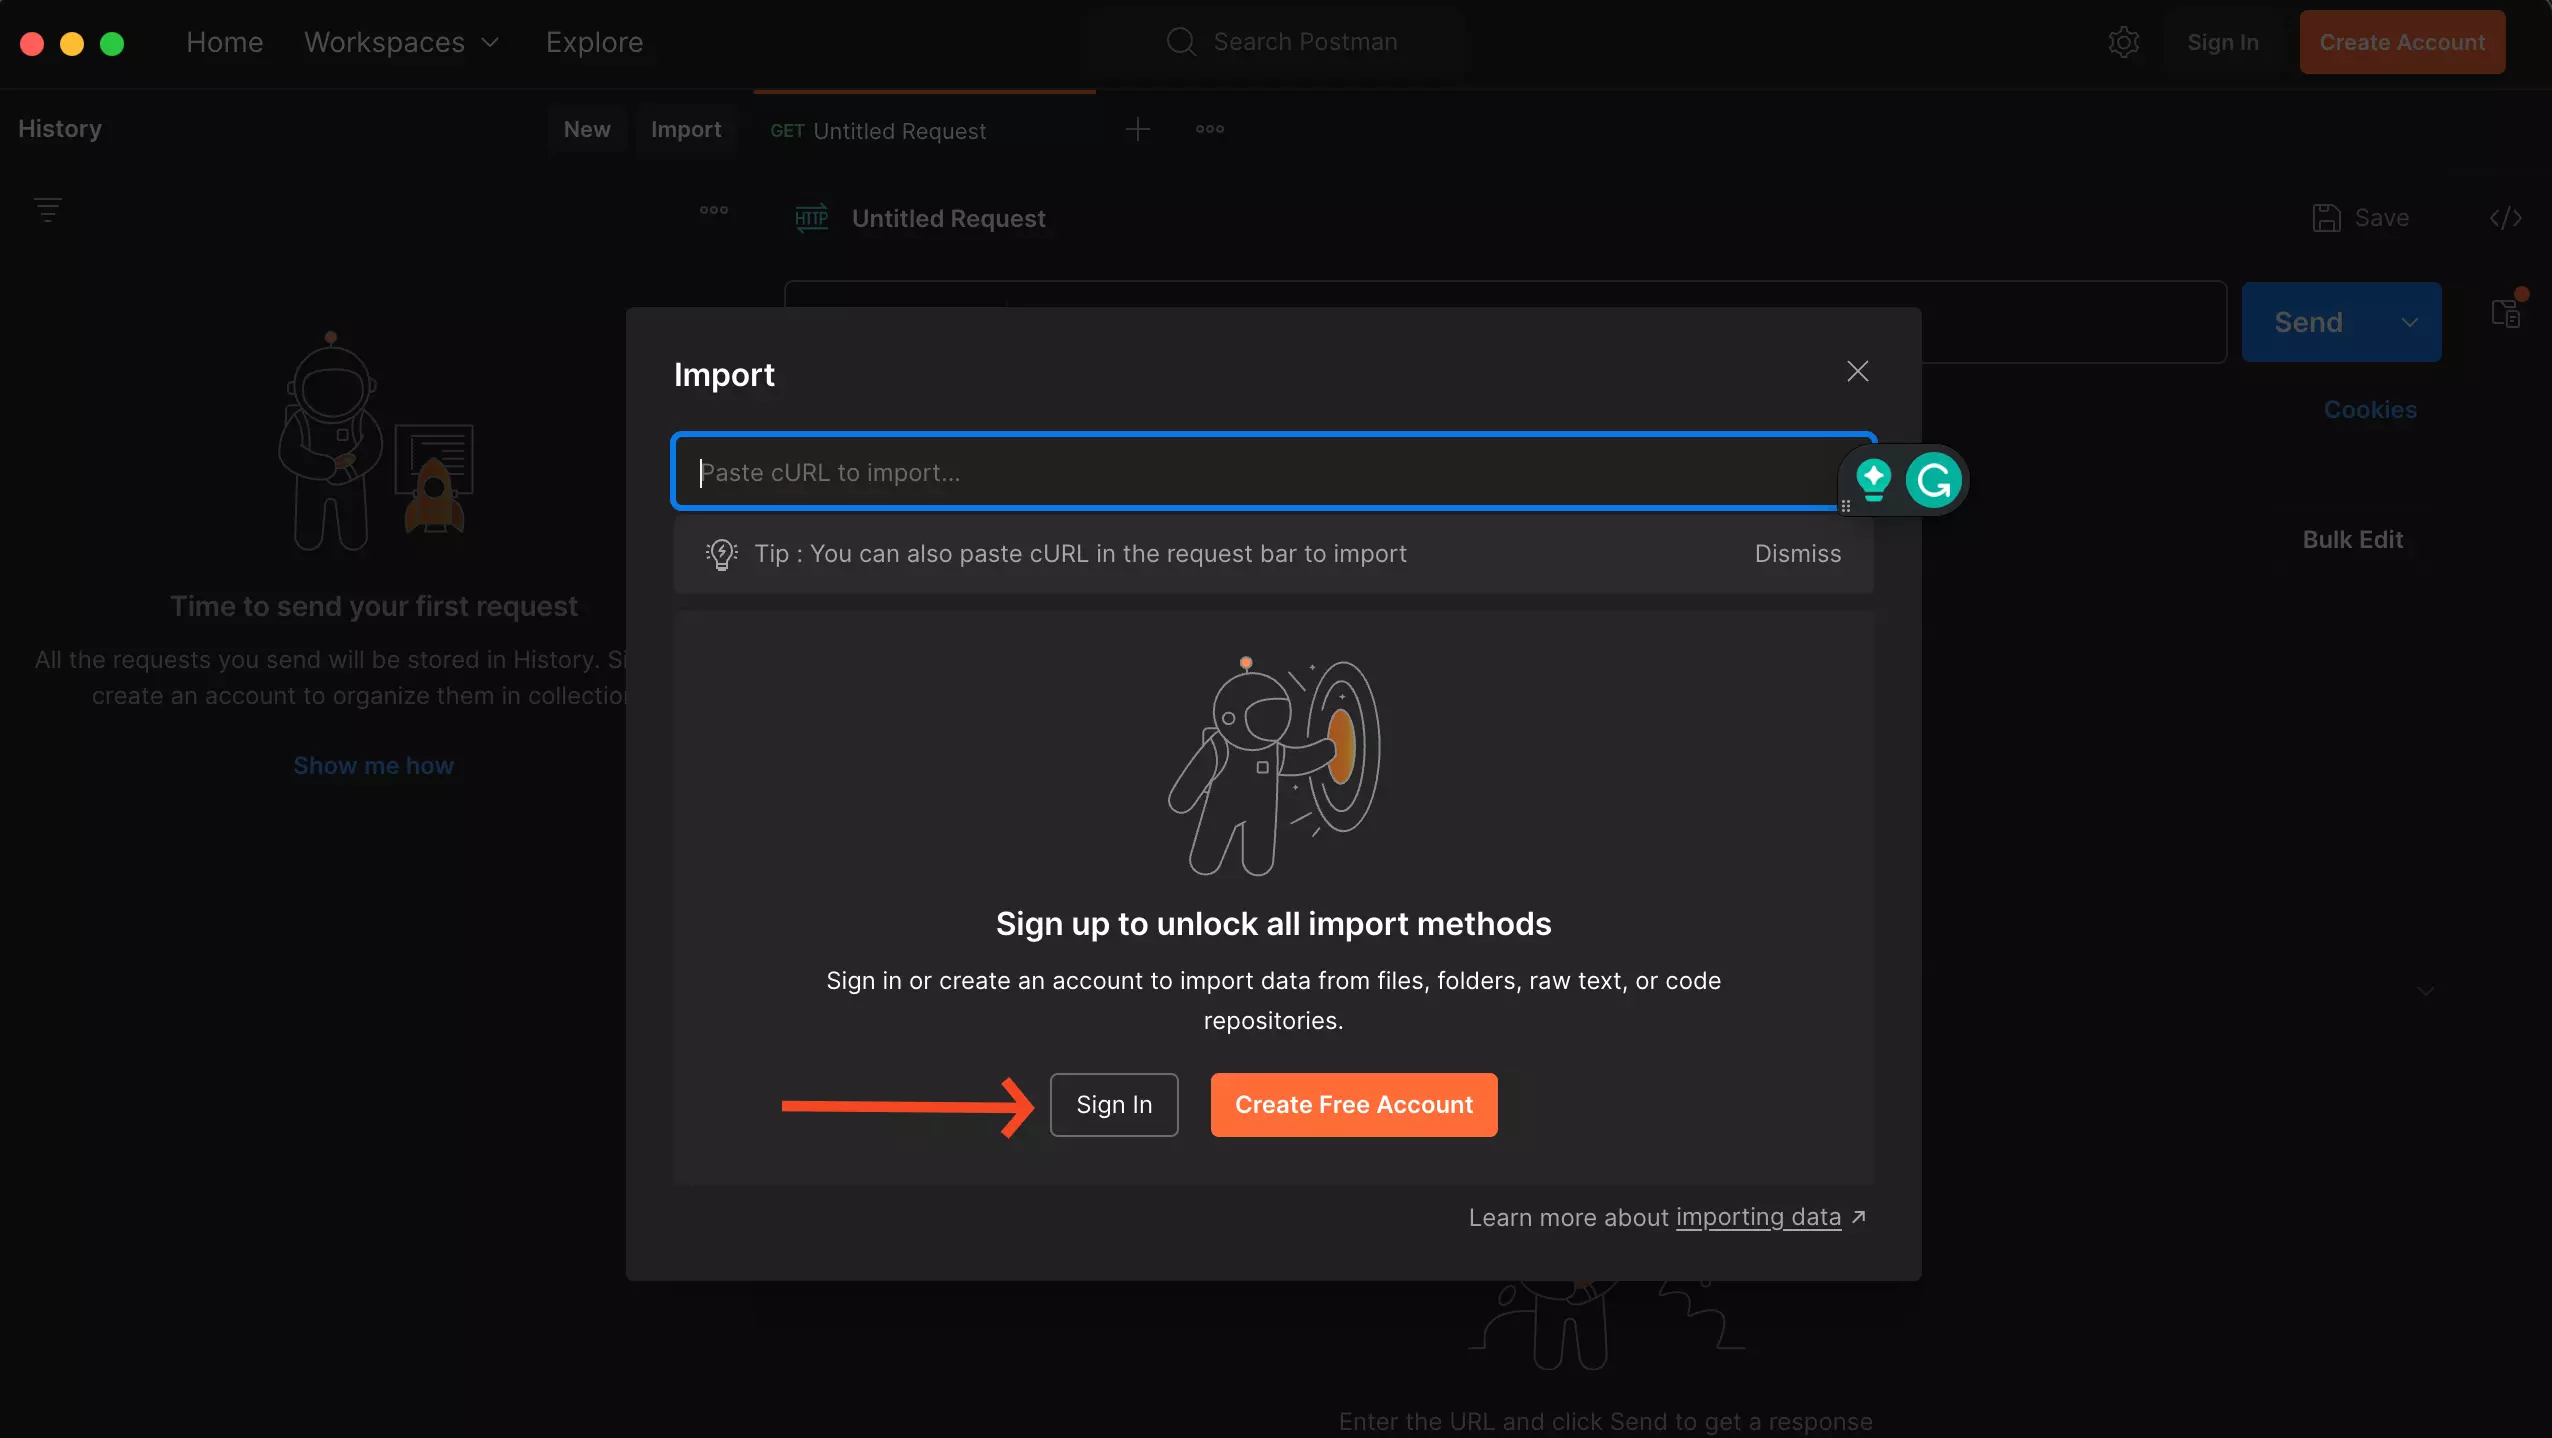 Home Workspaces Explore Search Postman Sign In Create Account
History New Import GET Untitled Request
HTTP Untitled Request Save
Send
Import
Cookies
Paste cURL to import...
Bulk Edit
Tip : You can also paste cURL in the request bar to import Dismiss
Time to send your first request
All the requests you send will be stored in History. Si
create an account to organize them in collection
Show me how
Sign up to unlock all import methods
Sign in or create an account to import data from files, folders, raw text, or code
repositories.
Sign In Create Free Account
Learn more about importing data
Enter the URL and click Send to get a response